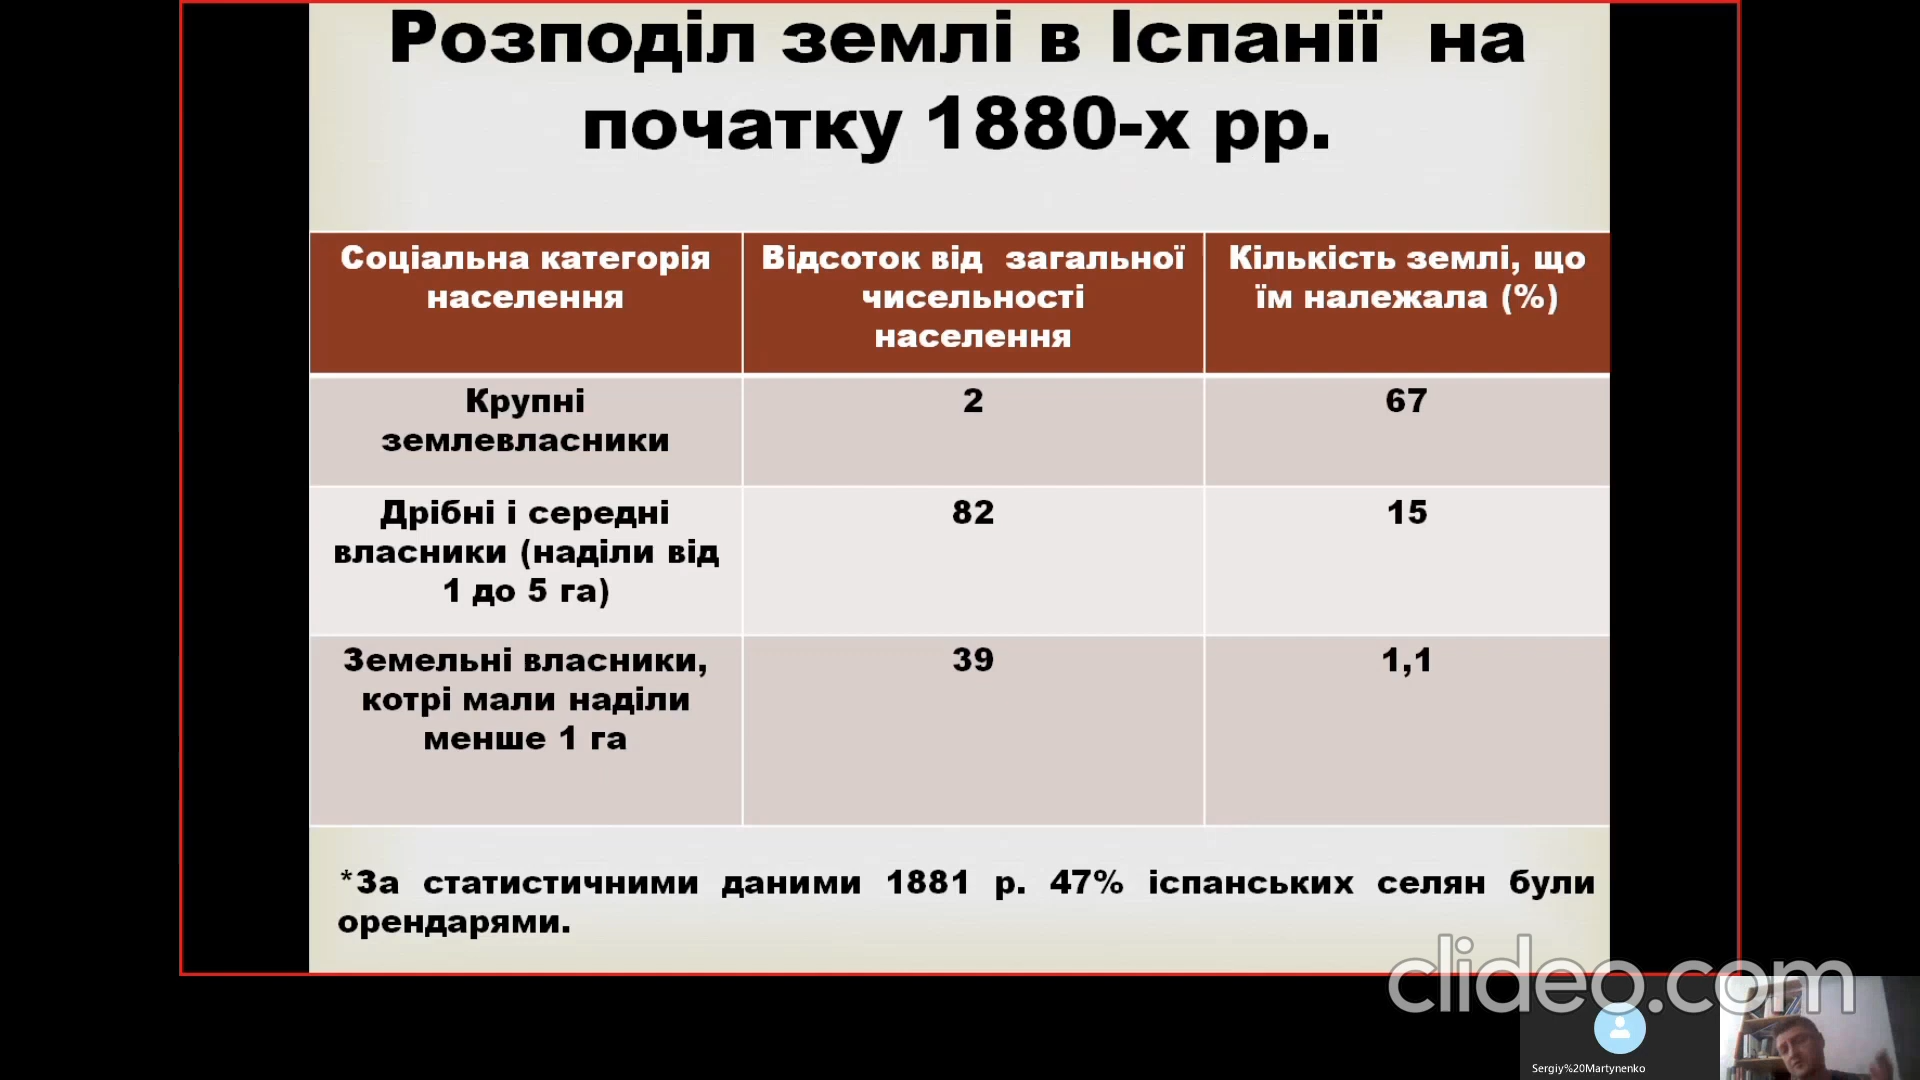 Розподіл землі в Іспанії на
початку 1880-х рр.
Соціальна категорія
населення
Відсоток від загальної
чисельності
населення
Кількість землі, що
їм належала (%)
Крупні
землевласники
2
67
Дрібні і середні
власники (наділи від
1 до 5 га)
82
15
Земельні власники,
котрі мали наділи
менше 1 га
39
1,1
*За статистичними даними 1881 р. 47% іспанських селян були
орендарями.
clideo.com
Sergiy%20Martynenko